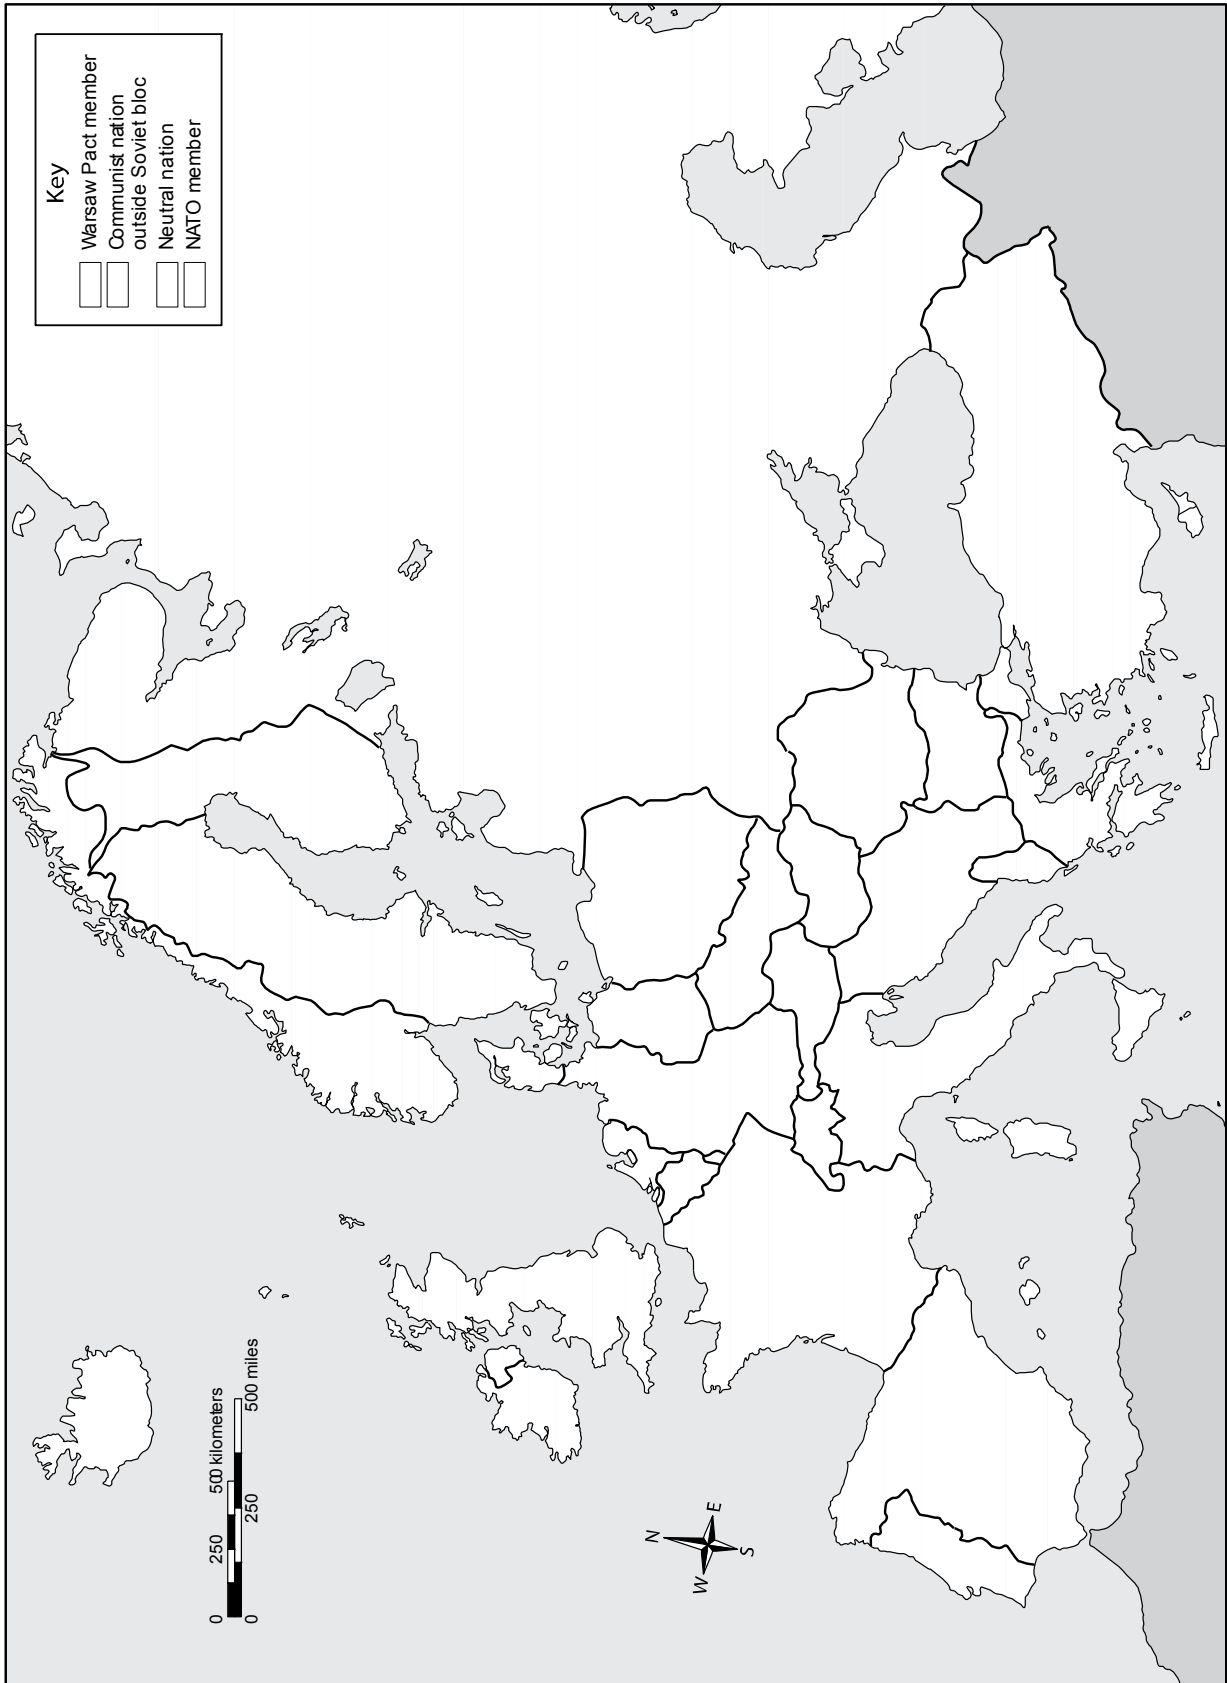 Key
Warsaw Pact member
Communist nation
outside Soviet bloc
Neutral nation
NATO member
0 250 500 kilometers
0 250 500 miles
N
W E
S